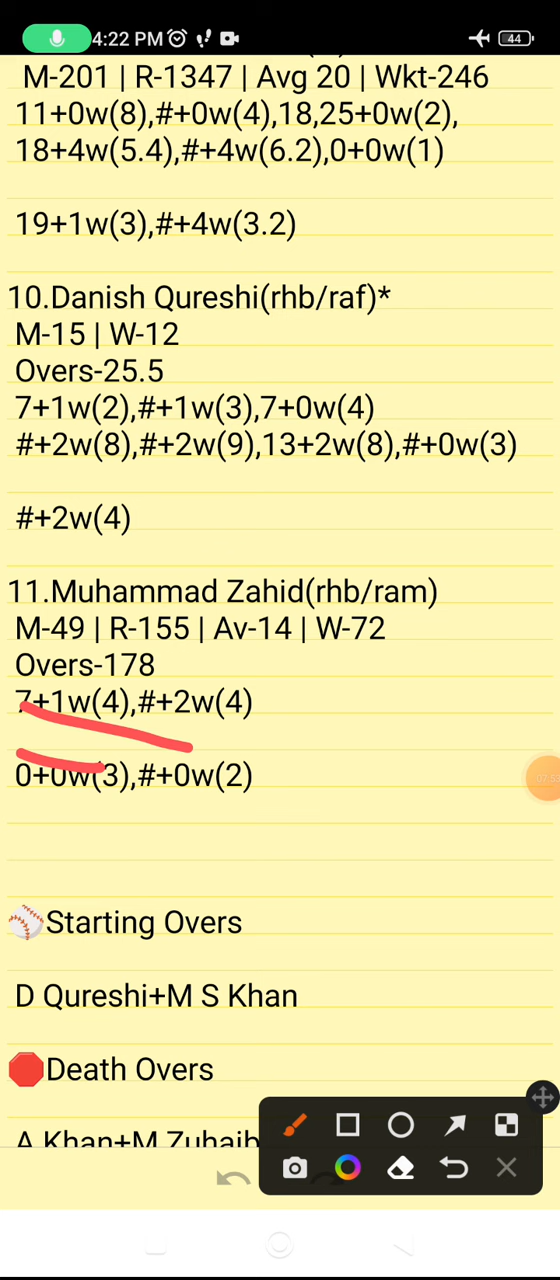 4:22 PM
44
M-201 | R-1347 | Avg 20 | Wkt-246
11+0w(8),#+0w(4),18,25+0w(2),
18+4w(5.4),#+4w(6.2),0+0w(1)
19+1w(3),#+4w(3.2)
10.Danish Qureshi(rhb/raf)*
M-15 | W-12
Overs-25.5
7+1w(2),#+1w(3),7+0w(4)
#+2w(8),#+2w(9),13+2w(8),#+0w(3)
#+2w(4)
11.Muhammad Zahid(rhb/ram)
M-49 | R-155 | Av-14 | W-72
Overs-178
7+1w(4),#+2w(4)
0+0w(3),#+0w(2)
Starting Overs
D Qureshi+M S Khan
Death Overs
A Khan+M Zuhaib